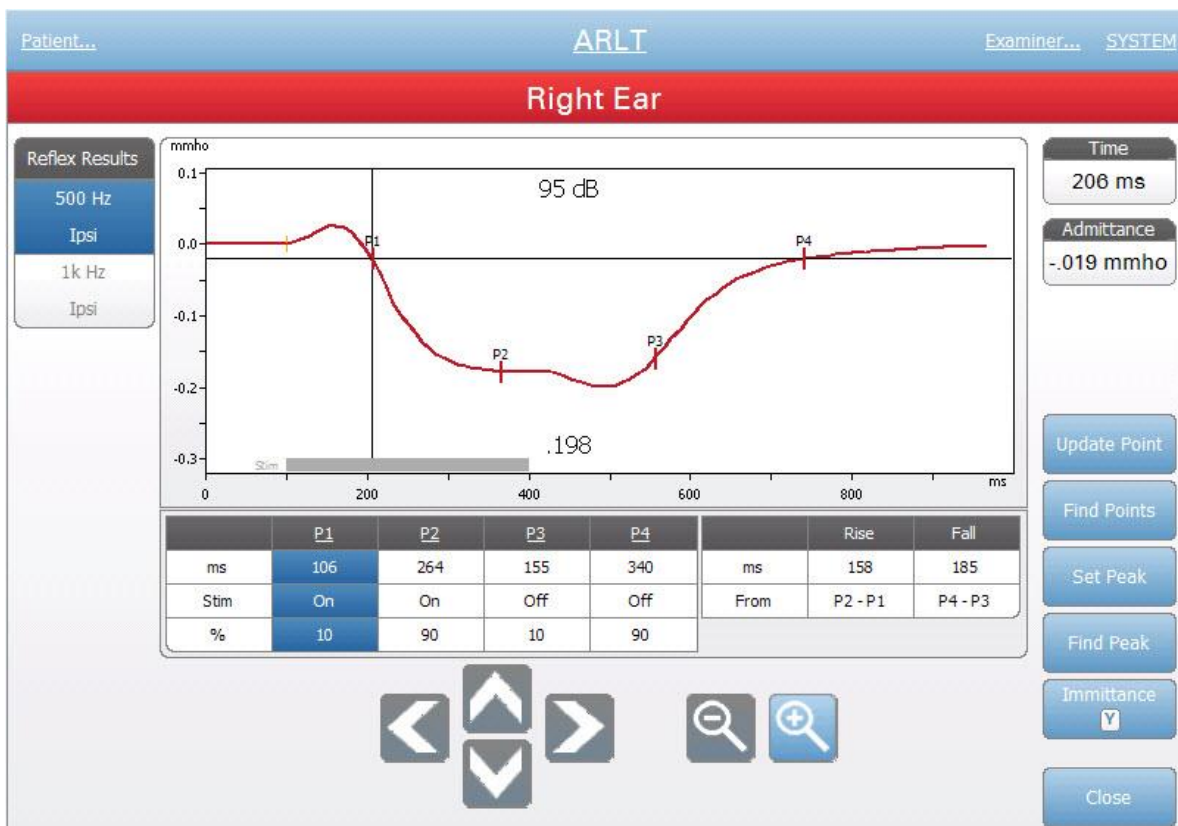 Patient...
ARLT
Examiner... SYSTEM
Right Ear
Reflex Results
500 Hz
Ipsi
1k Hz
Ipsi
mmho
0.1
0.0
-0.1
-0.2
-0.3
95 dB
P1
P2
P3
P4
.198
Stim
0 200 400 600 800 ms
Time
206 ms
Admittance
-.019 mmho
P1 P2 P3 P4 Rise Fall
ms 106 264 155 340 ms 158 185
Stim On On Off Off From P2 - P1 P4 - P3
% 10 90 10 90
Update Point
Find Points
Set Peak
Find Peak
Immittance
Y
Close